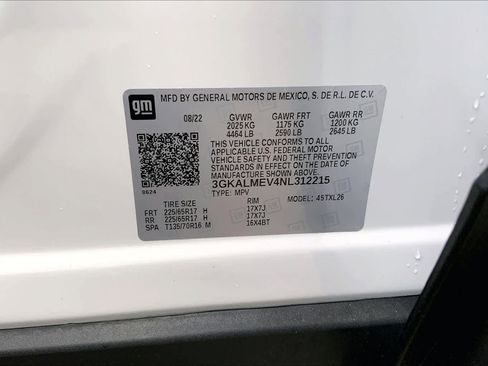 gm
MFD BY GENERAL MOTORS DE MEXICO, S. DE R.L. DE C.V.
08/22 GVWR GAWR FRT GAWR RR
2025 KG 1175 KG 1200 KG
4464 LB 2590 LB 2645 LB
THIS VEHICLE CONFORMS TO ALL
APPLICABLE U.S. FEDERAL MOTOR
VEHICLE SAFETY AND THEFT PREVENTION
STANDARDS IN EFFECT ON THE DATE OF
MANUFACTURE SHOWN ABOVE.
3GKALMEV4NL312215
9624 TYPE: MPV
TIRE SIZE RIM MODEL: 45TXL26
FRT 225/65R17 H 17X7J
RR 225/65R17 H 17X7J
SPA T135/70R16 M 16X4BT